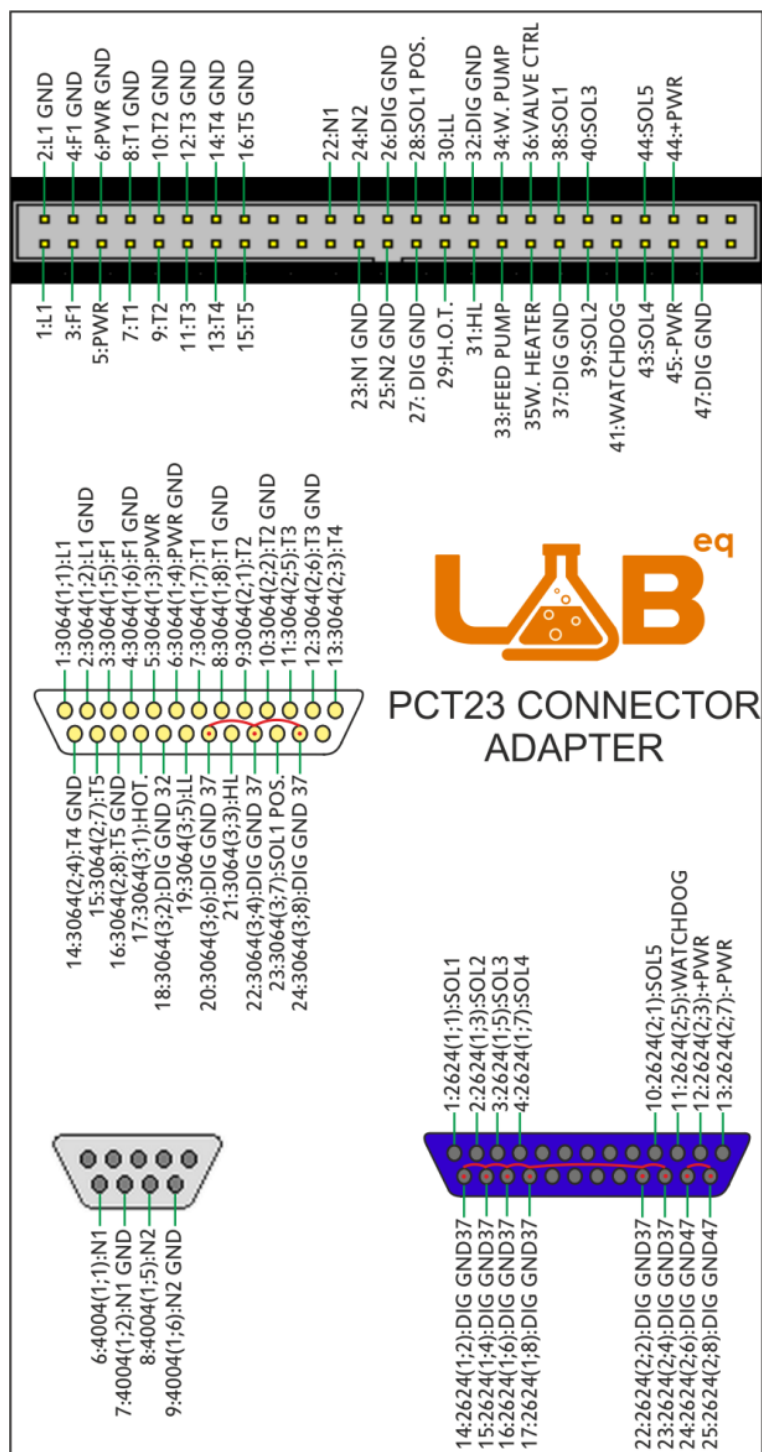 2:L1 GND
4:F1 GND
6:PWR GND
8:T1 GND
10:T2 GND
12:T3 GND
14:T4 GND
16:T5 GND
22:N1
24:N2
26:DIG GND
28:SOL1 POS.
30:LL
32:DIG GND
34:W. PUMP
36:VALVE CTRL
38:SOL1
40:SOL3
44:SOL5
44:+PWR
1:L1
3:F1
5:PWR
7:T1
9:T2
11:T3
13:T4
15:T5
23:N1 GND
25:N2 GND
27: DIG GND
29:H.O.T.
31:HL
33:FEED PUMP
35W. HEATER
37:DIG GND
39:SOL2
41:WATCHDOG
43:SOL4
45:-PWR
47:DIG GND
1:3064(1;1):L1
2:3064(1;2):L1 GND
3:3064(1;5):F1
4:3064(1;6):F1 GND
5:3064(1;3):PWR
6:3064(1;4):PWR GND
7:3064(1;7):T1
8:3064(1;8):T1 GND
9:3064(2;1):T2
10:3064(2;2):T2 GND
11:3064(2;5):T3
12:3064(2;6):T3 GND
13:3064(2;3):T4
14:3064(2;4):T4 GND
15:3064(2;7):T5
16:3064(2;8):T5 GND
17:3064(3;1):HOT.
18:3064(3;2):DIG GND 32
19:3064(3;5):LL
20:3064(3;6):DIG GND 37
21:3064(3;3):HL
22:3064(3;4):DIG GND 37
23:3064(3;7):SOL1 POS.
24:3064(3;8):DIG GND 37
LAB eq
PCT23 CONNECTOR
ADAPTER
6:4004(1;1):N1
7:4004(1;2):N1 GND
8:4004(1;5):N2
9:4004(1;6):N2 GND
1:2624(1;1):SOL1
2:2624(1;3):SOL2
3:2624(1;5):SOL3
4:2624(1;7):SOL4
10:2624(2;1):SOL5
11:2624(2;5):WATCHDOG
12:2624(2;3):+PWR
13:2624(2;7):-PWR
14:2624(1;2):DIG GND37
15:2624(1;4):DIG GND37
16:2624(1;6):DIG GND37
17:2624(1;8):DIG GND37
22:2624(2;2):DIG GND37
23:2624(2;4):DIG GND37
24:2624(2;6):DIG GND47
25:2624(2;8):DIG GND47